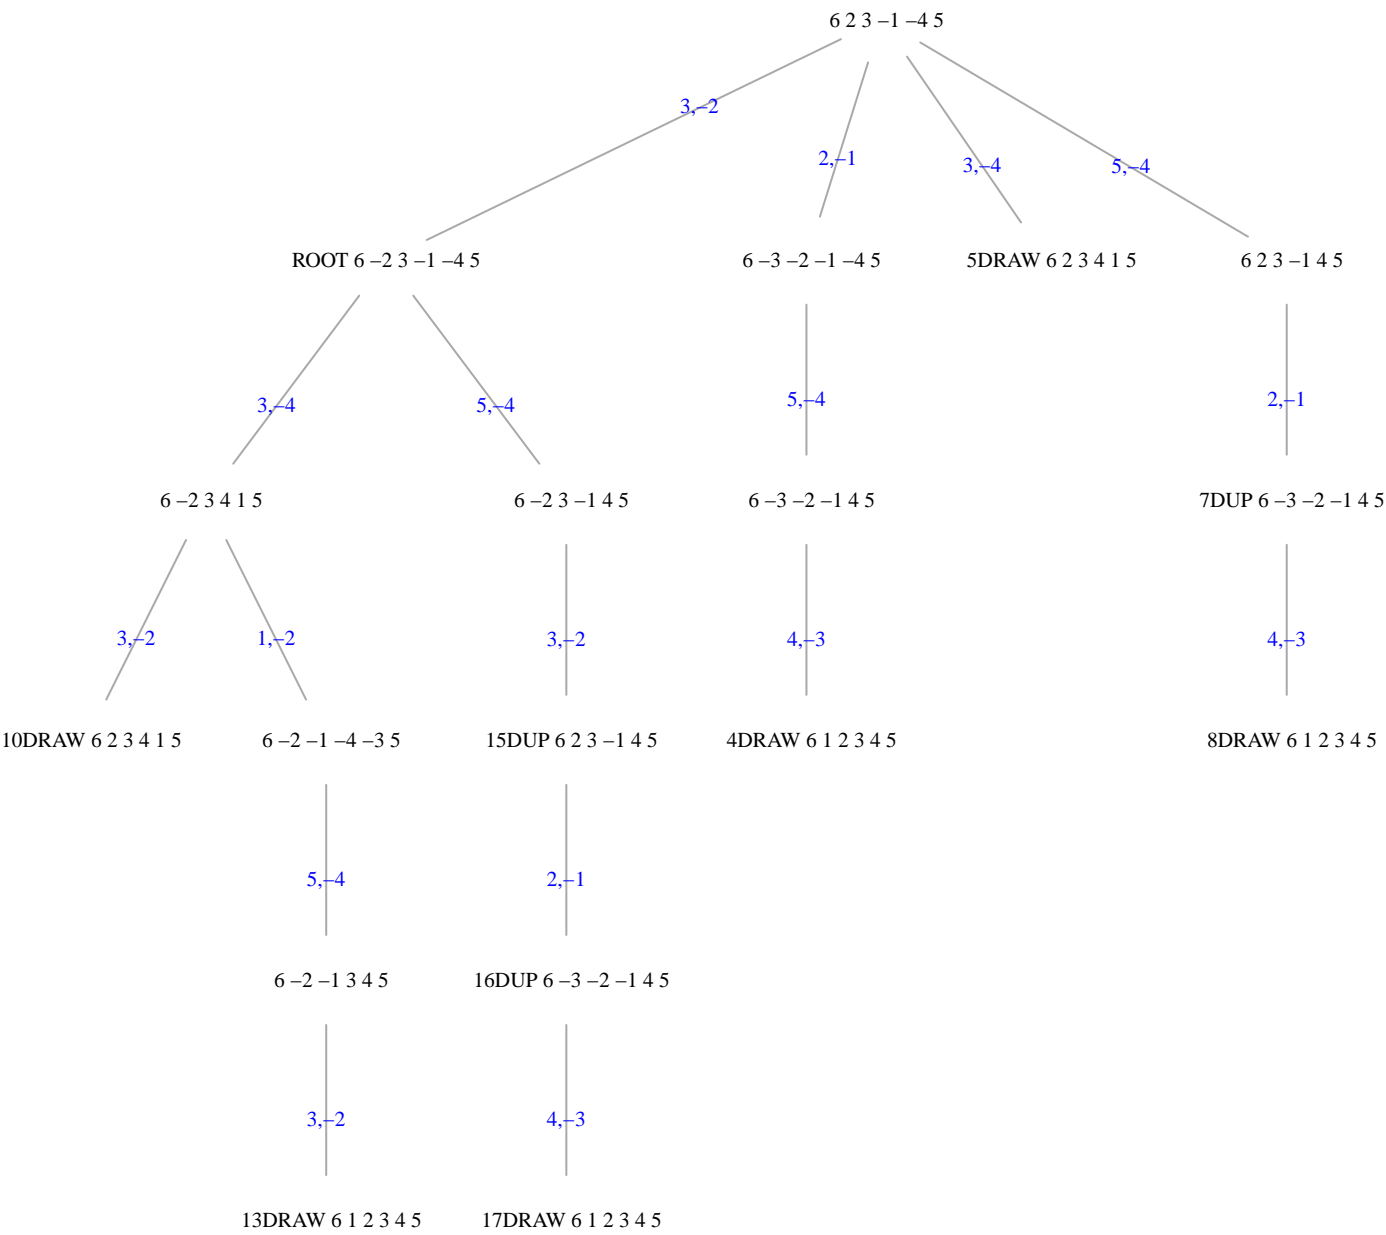 6 2 3 –1 –4 5
3,–2
2,–1
3,–4
5,–4
ROOT 6 –2 3 –1 –4 5
6 –3 –2 –1 –4 5
5DRAW 6 2 3 4 1 5
6 2 3 –1 4 5
3,–4
5,–4
5,–4
2,–1
6 –2 3 4 1 5
6 –2 3 –1 4 5
6 –3 –2 –1 4 5
7DUP 6 –3 –2 –1 4 5
3,–2
1,–2
3,–2
4,–3
4,–3
10DRAW 6 2 3 4 1 5
6 –2 –1 –4 –3 5
15DUP 6 2 3 –1 4 5
4DRAW 6 1 2 3 4 5
8DRAW 6 1 2 3 4 5
5,–4
2,–1
6 –2 –1 3 4 5
16DUP 6 –3 –2 –1 4 5
3,–2
4,–3
13DRAW 6 1 2 3 4 5
17DRAW 6 1 2 3 4 5